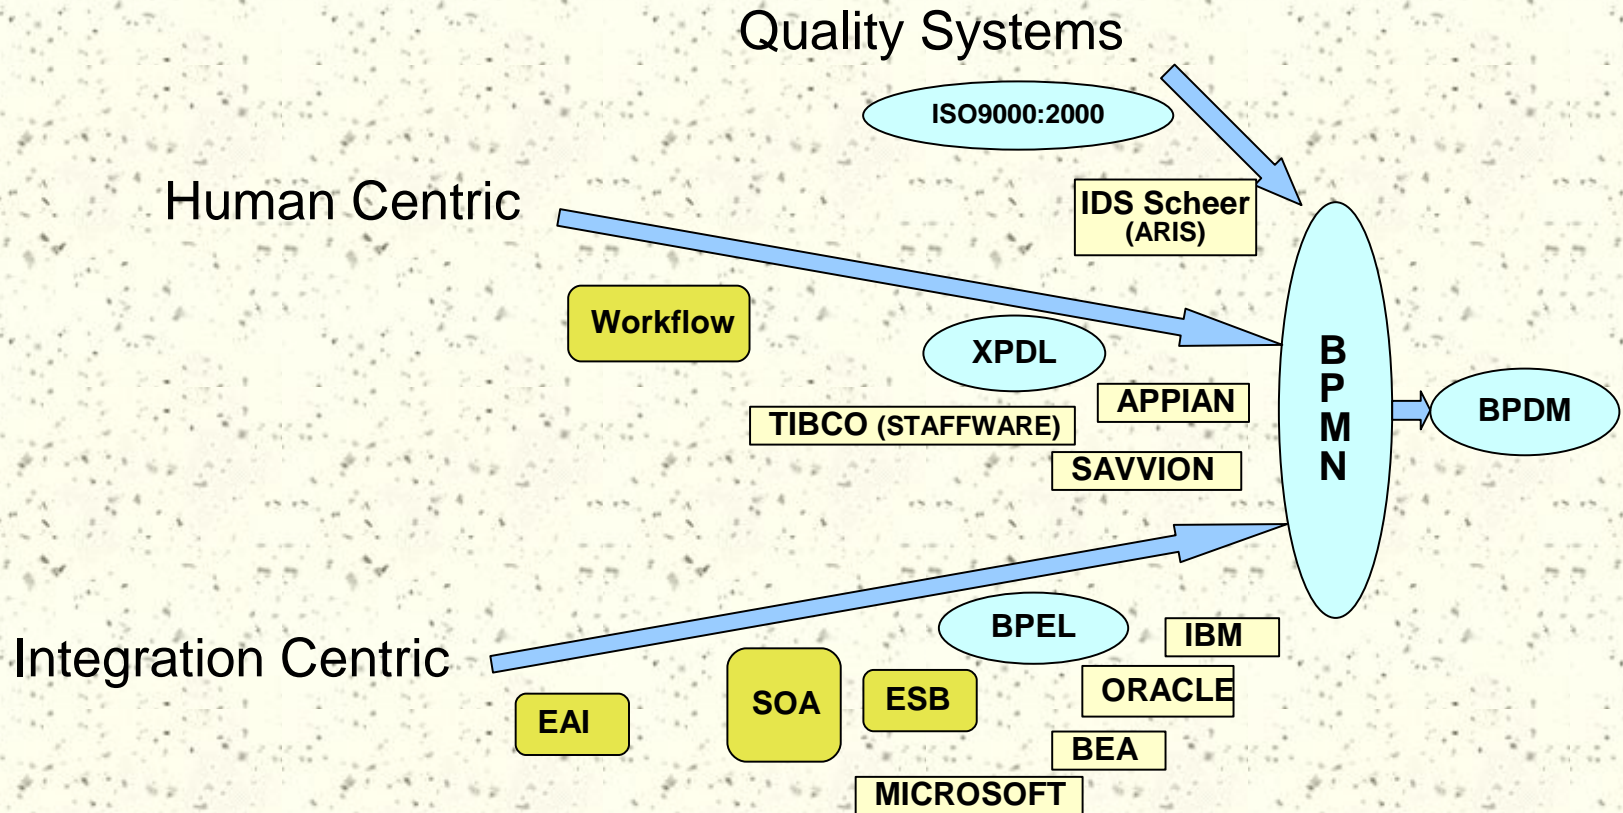 Quality Systems
ISO9000:2000
IDS Scheer
(ARIS)
Human Centric
Workflow
XPDL
APPIAN
TIBCO (STAFFWARE)
SAVVION
B
P
M
N
BPDM
Integration Centric
BPEL
IBM
EAI
SOA
ESB
ORACLE
BEA
MICROSOFT